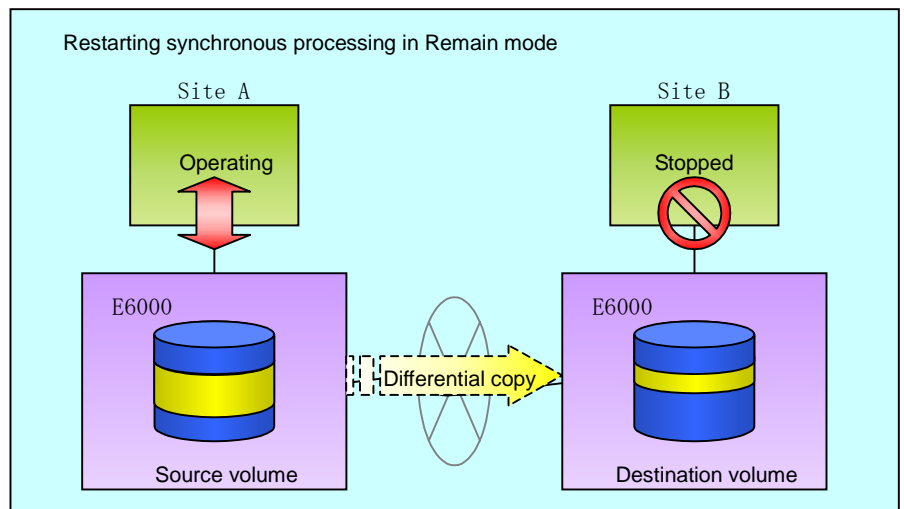 Restarting synchronous processing in Remain mode
Site A
Site B
Operating
Stopped
E6000
E6000
Differential copy
Source volume
Destination volume